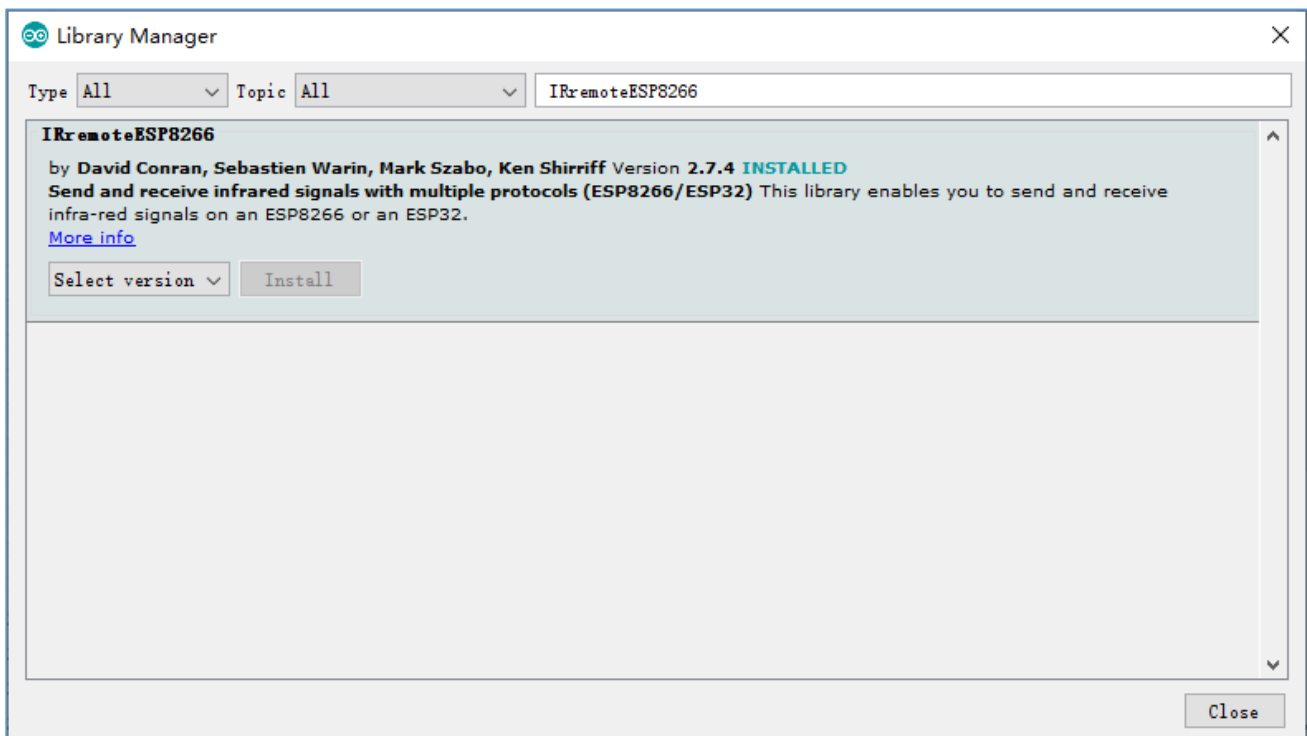 Library Manager
Type All Topic All IRremoteESP8266
IRremoteESP8266
by David Conran, Sebastien Warin, Mark Szabo, Ken Shirriff Version 2.7.4 INSTALLED
Send and receive infrared signals with multiple protocols (ESP8266/ESP32) This library enables you to send and receive
infra-red signals on an ESP8266 or an ESP32.
More info
Select version Install
Close